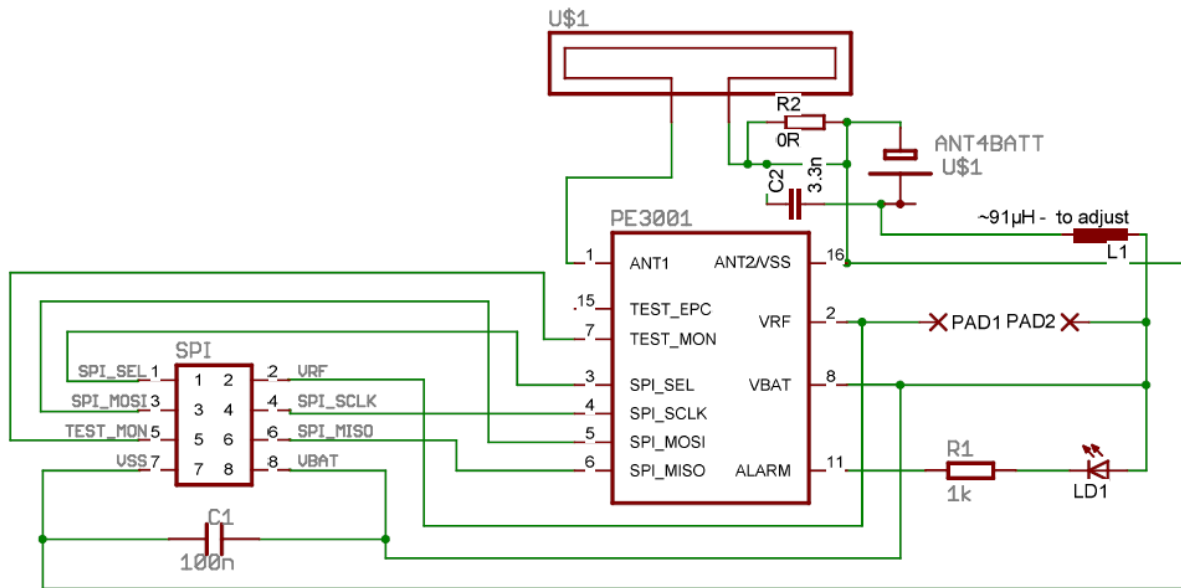 U$1
R2
0R
ANT4BATT
U$1
C2
3.3n
~91µH - to adjust
L1
PE3001
1 ANT1
ANT2/VSS 16
15 TEST_EPC
7 TEST_MON
VRF 2
PAD1 PAD2
3 SPI_SEL
VBAT 8
4 SPI_SCLK
5 SPI_MOSI
6 SPI_MISO
ALARM 11
R1
1k
LD1
SPI
SPI_SEL 1 1 2 2 VRF
SPI_MOSI 3 3 4 4 SPI_SCLK
TEST_MON 5 5 6 6 SPI_MISO
VSS 7 7 8 8 VBAT
C1
100n